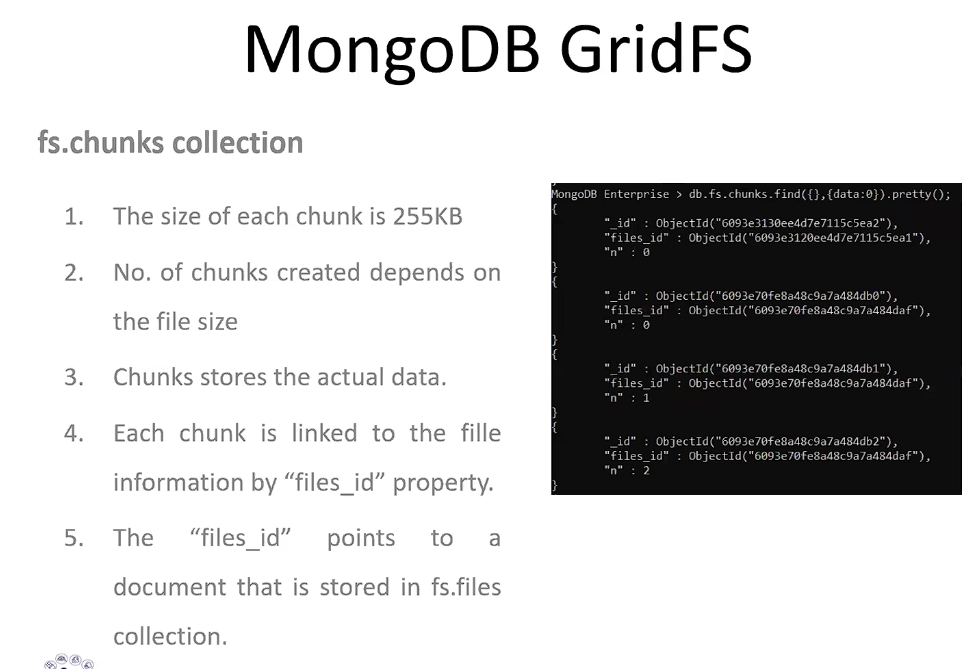 MongoDB GridFS
fs.chunks collection
1. The size of each chunk is 255KB
2. No. of chunks created depends on
the file size
3. Chunks stores the actual data.
4. Each chunk is linked to the fille
information by “files_id” property.
5. The “files_id” points to a
document that is stored in fs.files
collection.
}
MongoDB Enterprise > db.fs.chunks.find({},{data:0}).pretty();
{
"_id" : ObjectId("6093e3130ee4d7e7115c5ea2"),
"files_id" : ObjectId("6093e3120ee4d7e7115c5ea1"),
"n" : 0
}
{
"_id" : ObjectId("6093e70fe8a48c9a7a484db0"),
"files_id" : ObjectId("6093e70fe8a48c9a7a484daf"),
"n" : 0
}
{
"_id" : ObjectId("6093e70fe8a48c9a7a484db1"),
"files_id" : ObjectId("6093e70fe8a48c9a7a484daf"),
"n" : 1
}
{
"_id" : ObjectId("6093e70fe8a48c9a7a484db2"),
"files_id" : ObjectId("6093e70fe8a48c9a7a484daf"),
"n" : 2
}